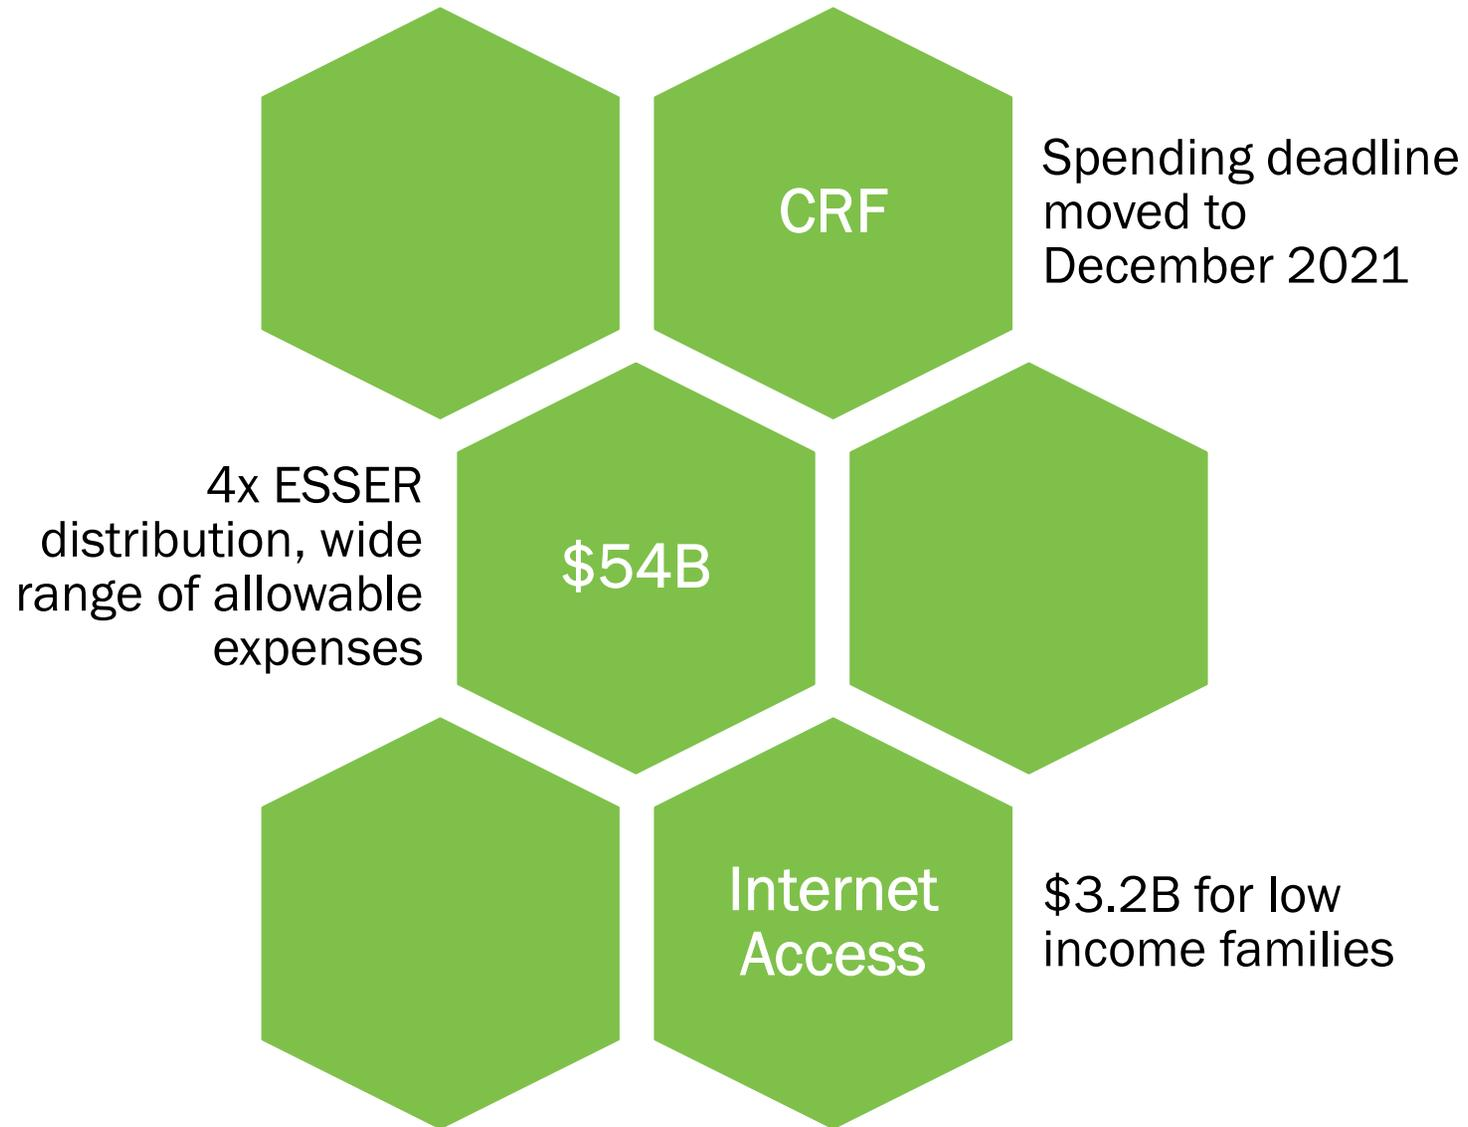 CRF
Spending deadline
moved to
December 2021
4x ESSER
distribution, wide
range of allowable
expenses
$54B
Internet
Access
$3.2B for low
income families